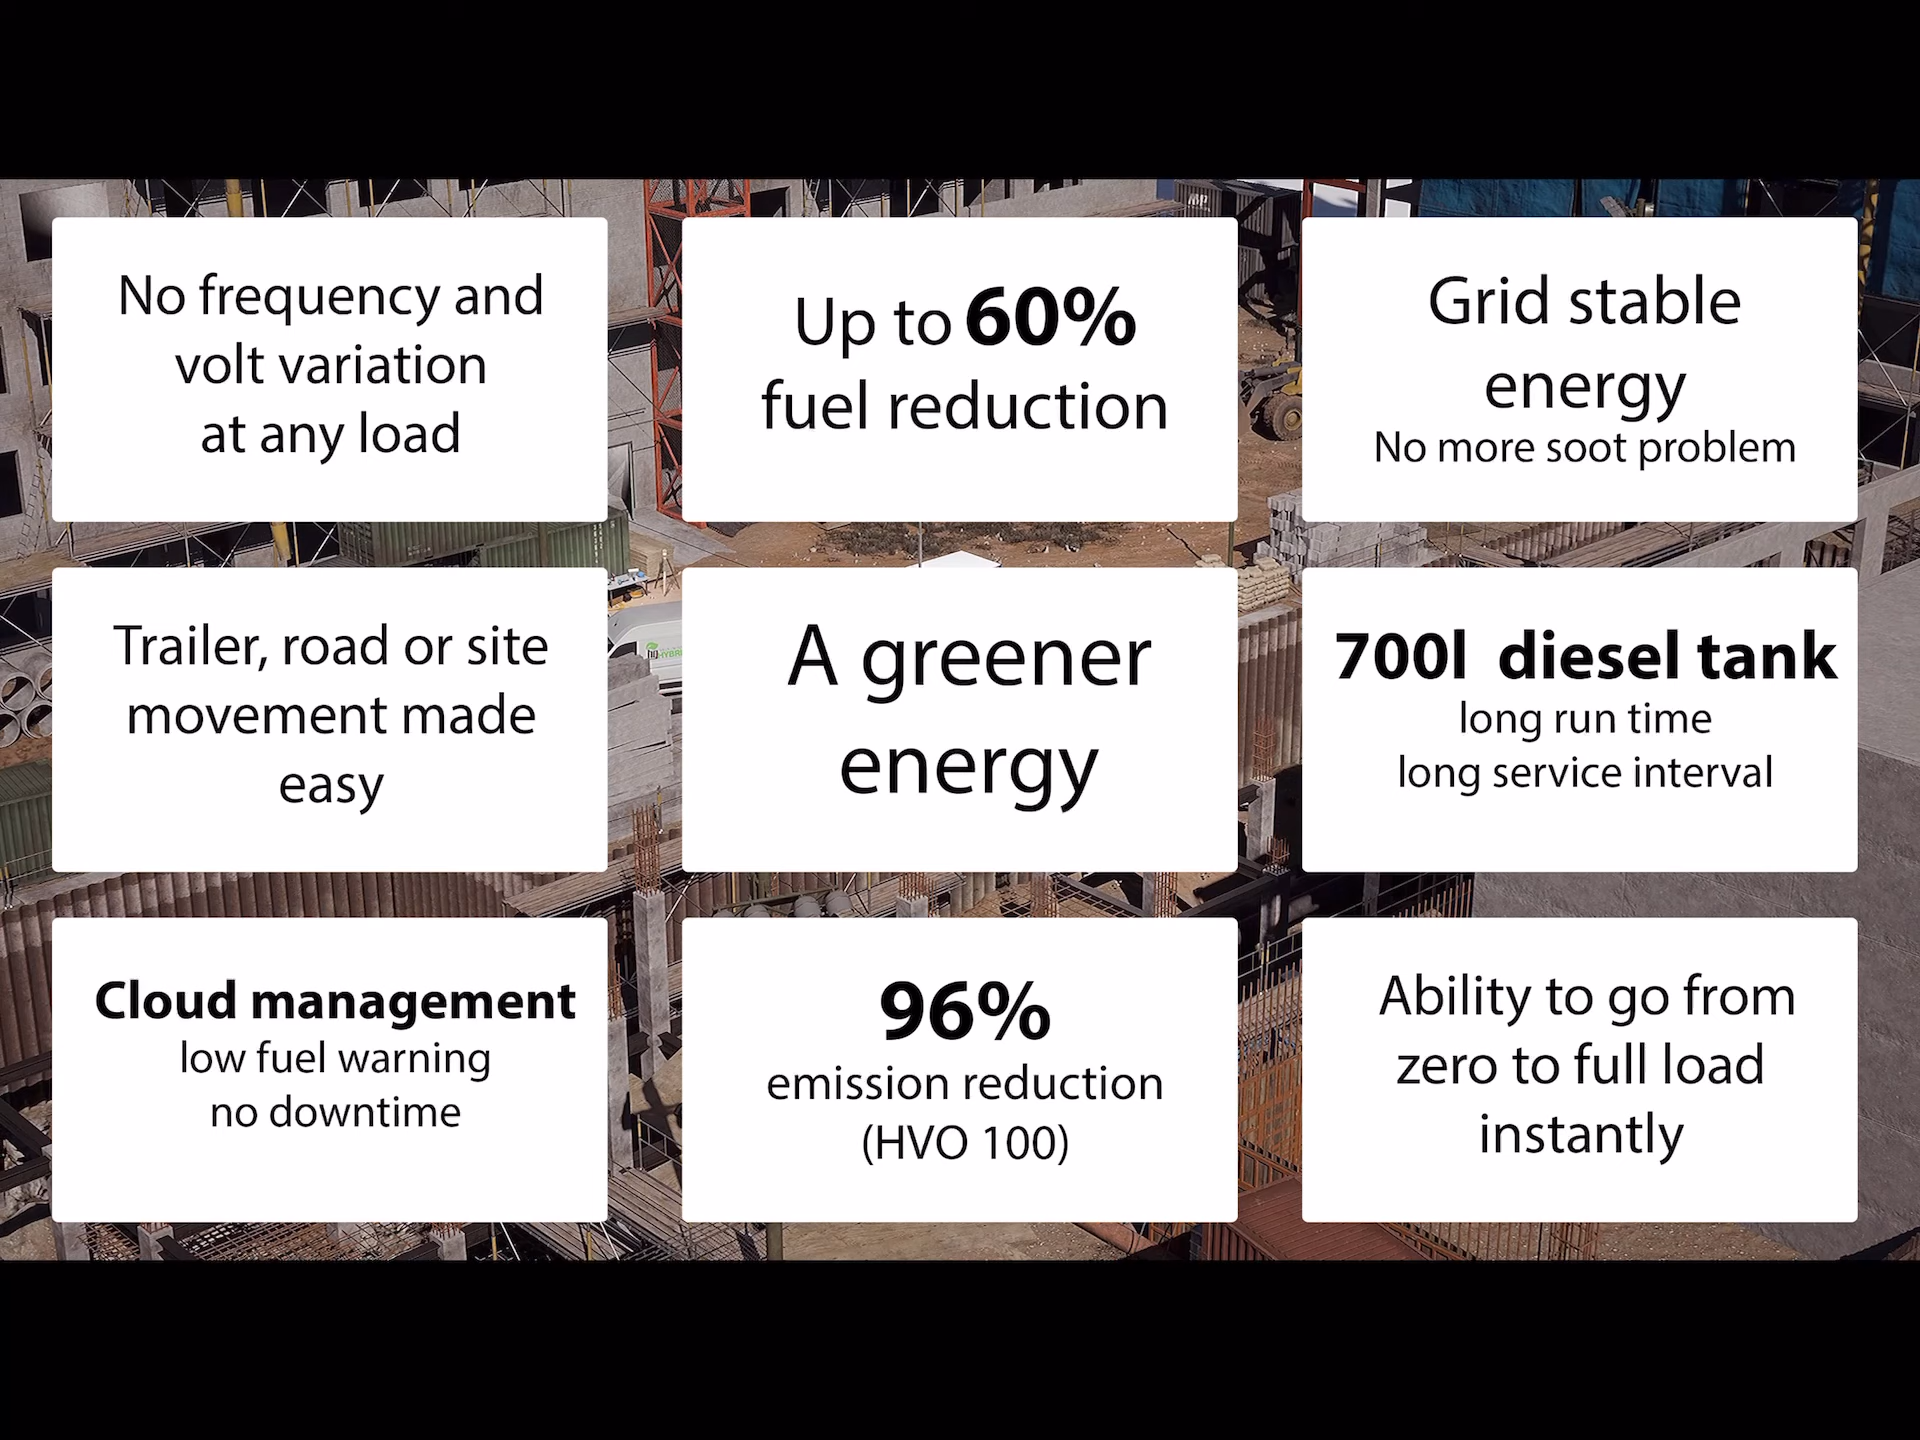 No frequency and
volt variation
at any load
Up to 60%
fuel reduction
Grid stable
energy
No more soot problem
Trailer, road or site
movement made
easy
A greener
energy
700l diesel tank
long run time
long service interval
Cloud management
low fuel warning
no downtime
96%
emission reduction
(HVO 100)
Ability to go from
zero to full load
instantly